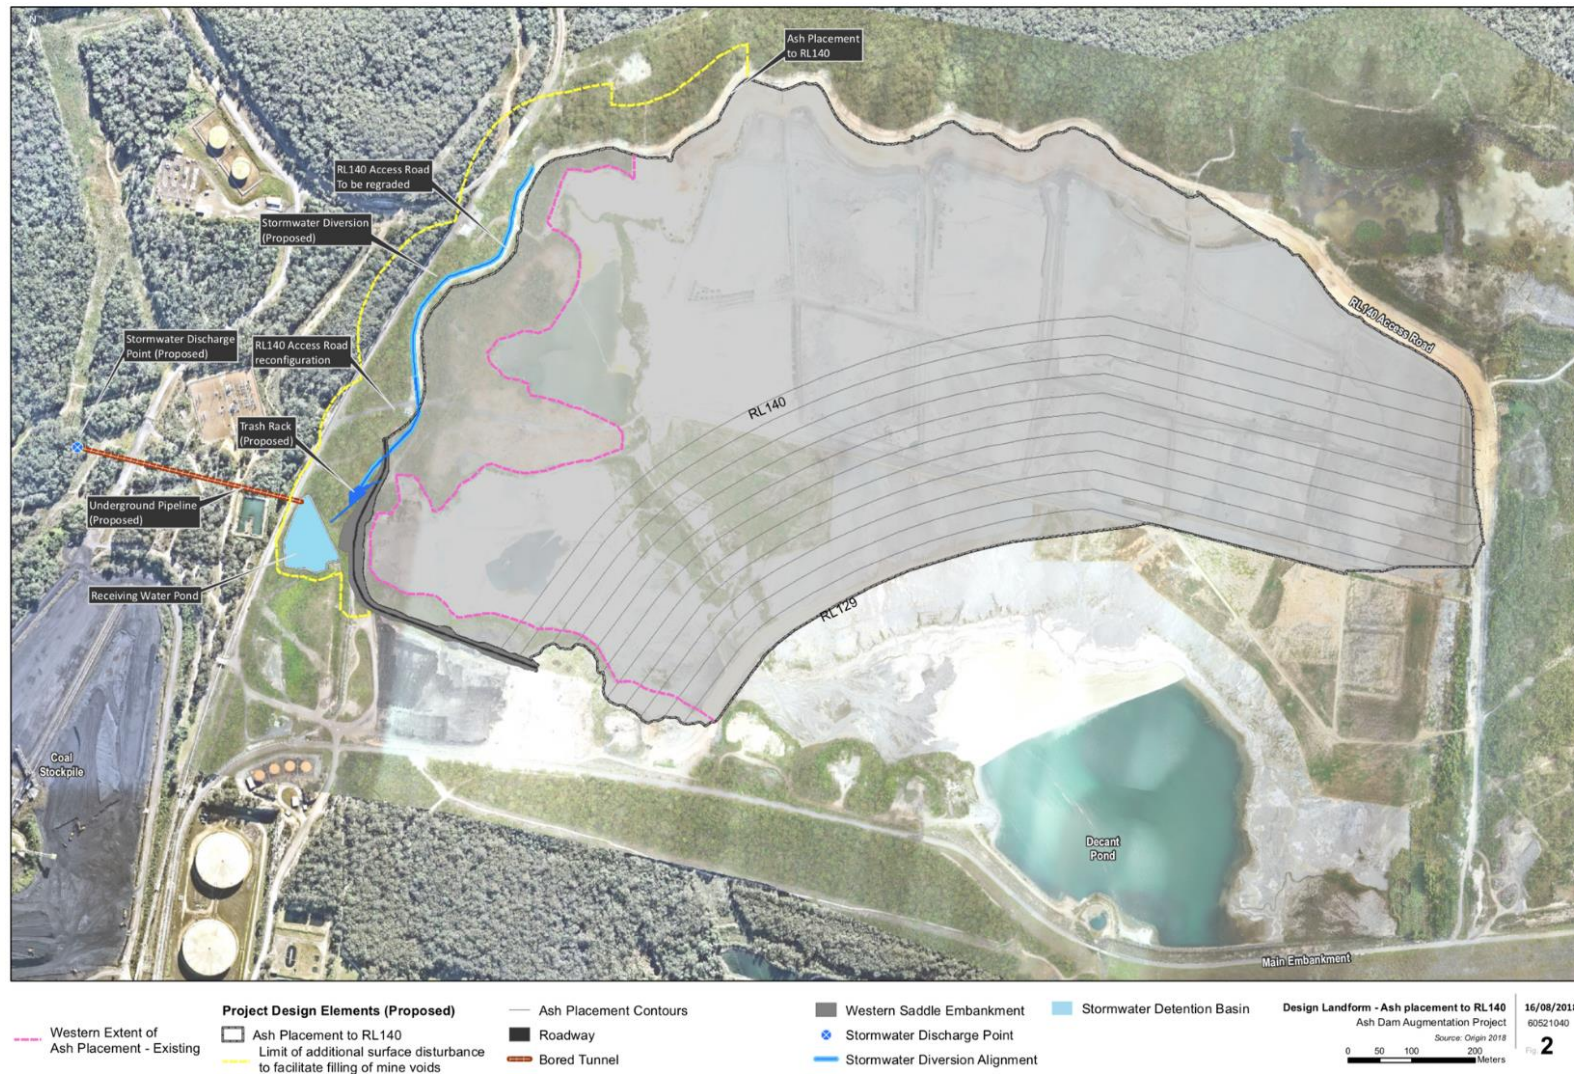 N
Ash Placement
to RL140
RL140 Access Road
To be regraded
Stormwater Diversion
(Proposed)
Stormwater Discharge
Point (Proposed)
RL140 Access Road
reconfiguration
RL140 Access Road
RL140
Trash Rack
(Proposed)
Underground Pipeline
(Proposed)
Receiving Water Pond
RL129
Coal
Stockpile
Decant
Pond
Main Embankment
Western Extent of
Ash Placement - Existing
Project Design Elements (Proposed)
Ash Placement to RL140
Limit of additional surface disturbance
to facilitate filling of mine voids
Ash Placement Contours
Roadway
Bored Tunnel
Western Saddle Embankment
Stormwater Discharge Point
Stormwater Diversion Alignment
Stormwater Detention Basin
Design Landform - Ash placement to RL140
Ash Dam Augmentation Project
Source: Origin 2018
0 50 100 200
Meters
16/08/2018
60521040
Fig. 2